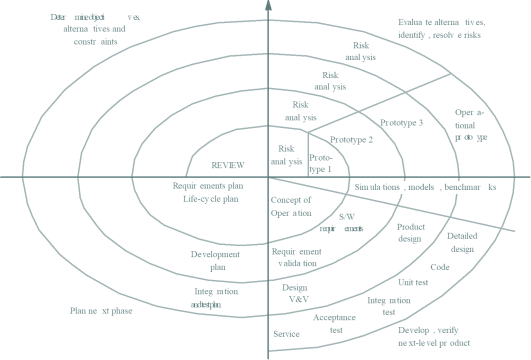 Determine objectives,
alternatives and
constraints
Evaluate alternatives,
identify, resolve risks
Risk
analysis
Risk
analysis
Risk
analysis
Risk
analysis
Opera-
tional
prototype
Prototype 3
Prototype 2
Proto-
type 1
REVIEW
Requirements plan
Life-cycle plan
Simulations, models, benchmarks
Concept of
Operation
S/W
requirements
Product
design
Detailed
design
Requirement
validation
Development
plan
Code
Unit test
Design
V&V
Integration
and test plan
Integration
test
Plan next phase
Acceptance
test
Service
Develop, verify
next-level product